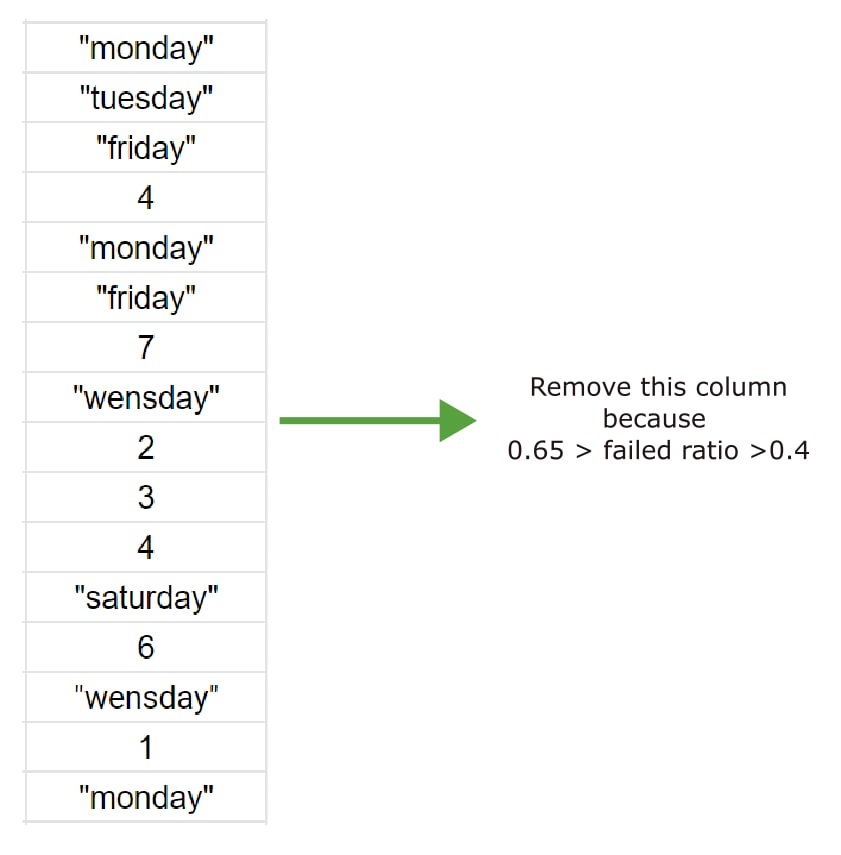 "monday"
"tuesday"
"friday"
4
"monday"
"friday"
7
"wensday"
2
3
4
"saturday"
6
"wensday"
1
"monday"
Remove this column
because
0.65 > failed ratio >0.4